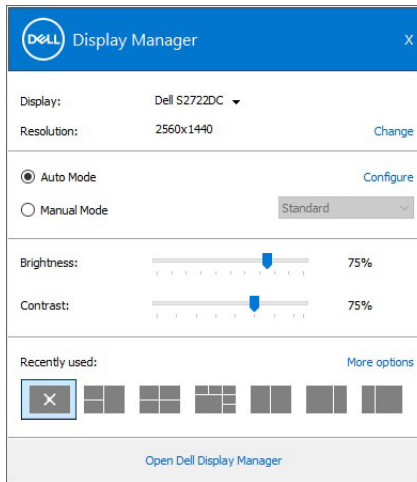 DELL Display Manager X
Display: Dell S2722DC
Resolution: 2560x1440 Change
Auto Mode Configure
Manual Mode Standard
Brightness: 75%
Contrast: 75%
Recently used: More options
Open Dell Display Manager